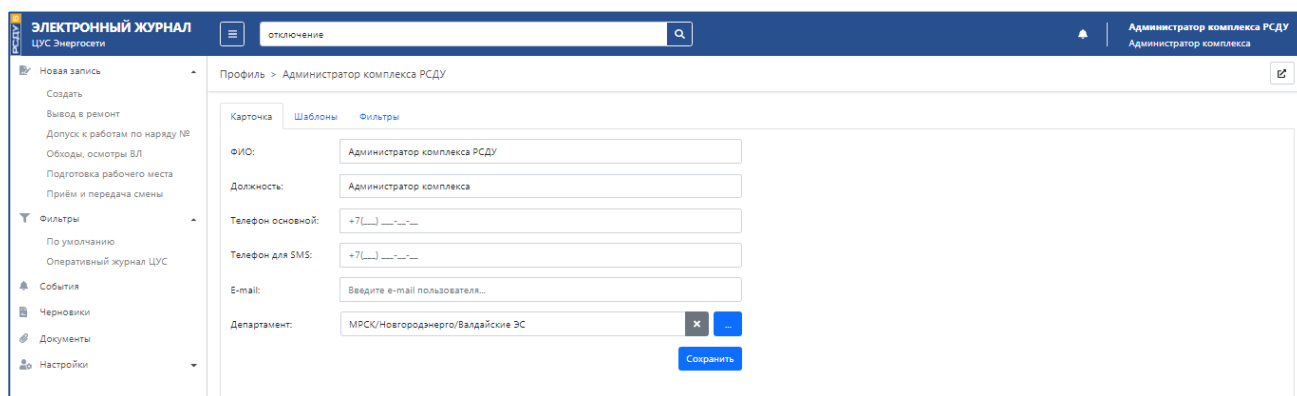 РСДУ 5
ЭЛЕКТРОННЫЙ ЖУРНАЛ
ЦУС Энергосети
отключение
Администратор комплекса РСДУ
Администратор комплекса
Новая запись
Создать
Вывод в ремонт
Допуск к работам по наряду №
Обходы, осмотры ВЛ
Подготовка рабочего места
Приём и передача смены
Фильтры
По умолчанию
Оперативный журнал ЦУС
События
Черновики
Документы
Настройки
Профиль > Администратор комплекса РСДУ
Карточка Шаблоны Фильтры
ФИО: Администратор комплекса РСДУ
Должность: Администратор комплекса
Телефон основной: +7(___) ___-__-__
Телефон для SMS: +7(___) ___-__-__
E-mail: Введите e-mail пользователя...
Департамент: МРСК/Новгородэнерго/Валдайские ЭС ...
Сохранить